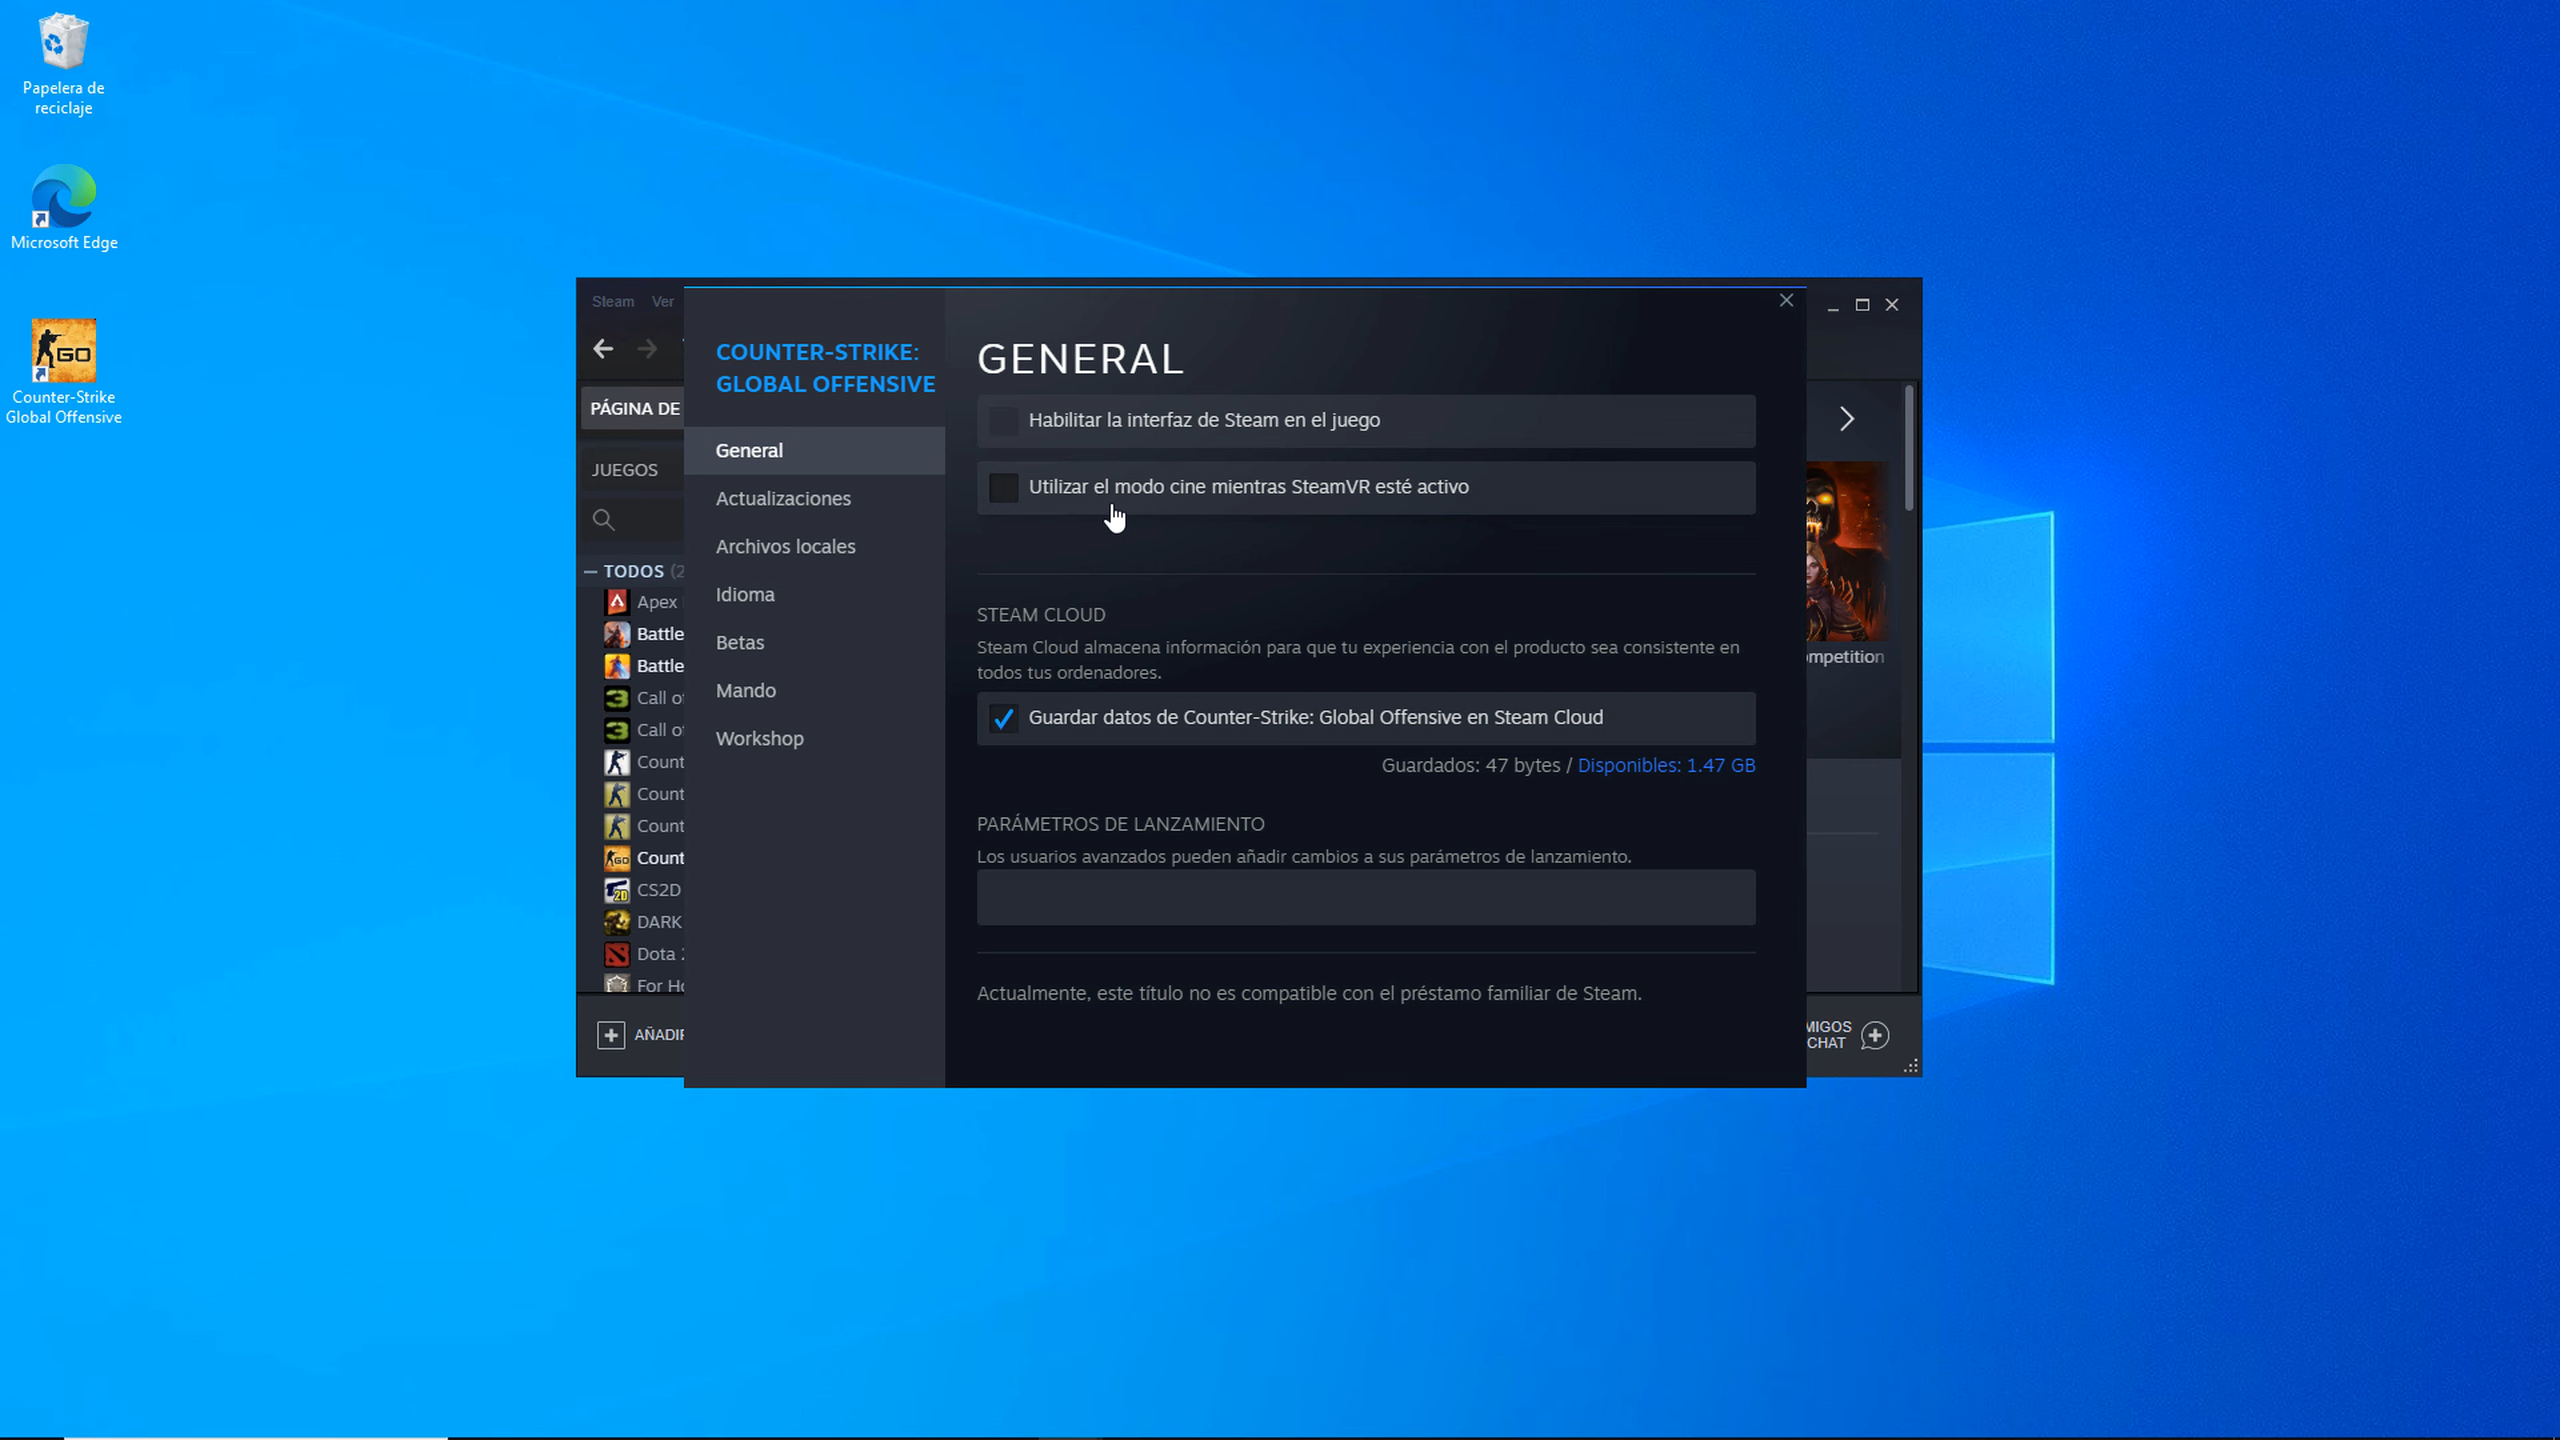 Papelera de
reciclaje
Microsoft Edge
GO
Counter-Strike
Global Offensive
Steam Ver
PÁGINA DE
JUEGOS
TODOS (2
Apex
Battle
Battle
Call o
Call o
Count
Count
Count
GO Count
2D CS2D
DARK
Dota 2
For Ho
AÑADIR
COUNTER-STRIKE:
GLOBAL OFFENSIVE
General
Actualizaciones
Archivos locales
Idioma
Betas
Mando
Workshop
GENERAL
Habilitar la interfaz de Steam en el juego
Utilizar el modo cine mientras SteamVR esté activo
STEAM CLOUD
Steam Cloud almacena información para que tu experiencia con el producto sea consistente en
todos tus ordenadores.
Guardar datos de Counter-Strike: Global Offensive en Steam Cloud
Guardados: 47 bytes / Disponibles: 1.47 GB
PARÁMETROS DE LANZAMIENTO
Los usuarios avanzados pueden añadir cambios a sus parámetros de lanzamiento.
Actualmente, este título no es compatible con el préstamo familiar de Steam.
mpetition
MIGOS
CHAT